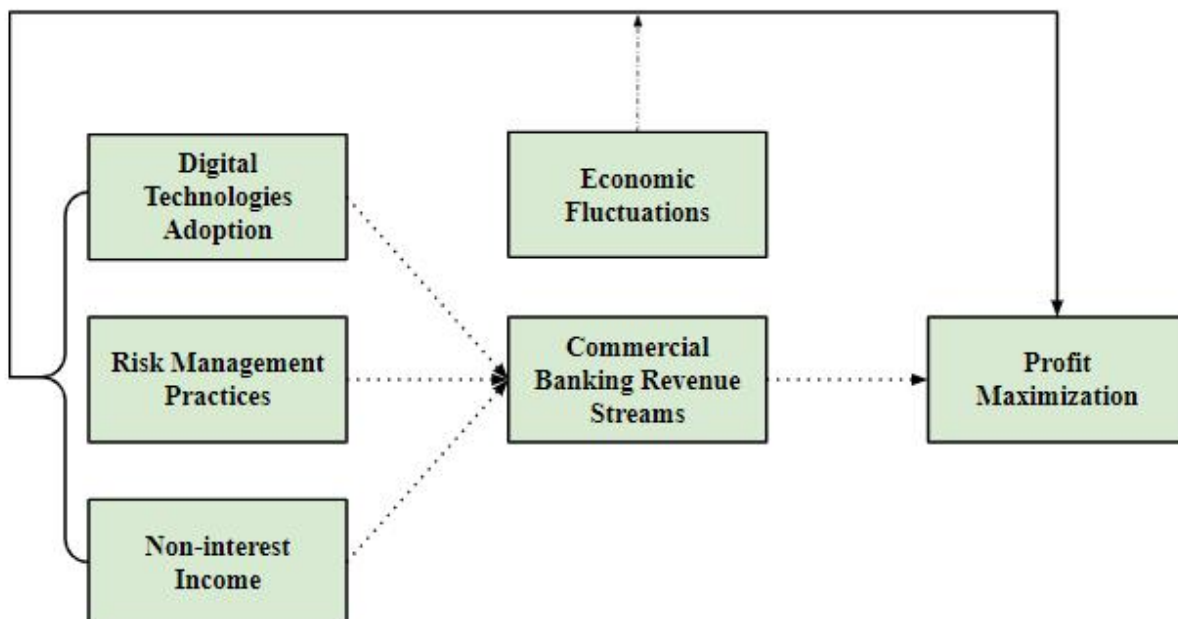 Digital
Technologies
Adoption
Economic
Fluctuations
Risk Management
Practices
Commercial
Banking Revenue
Streams
Profit
Maximization
Non-interest
Income